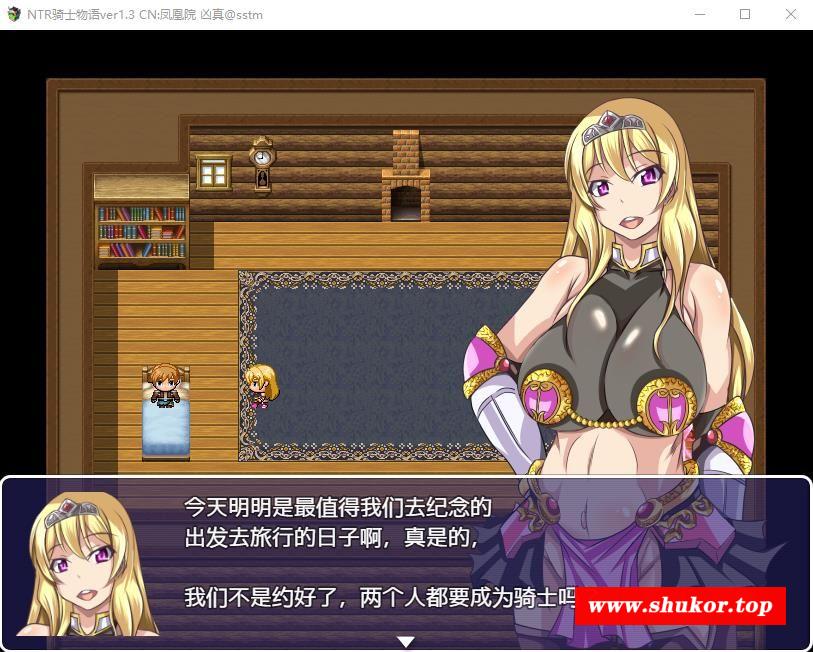 NTR骑士物语ver1.3 CN:凤凰院 凶真@sstm
今天明明是最值得我们去纪念的
出发去旅行的日子啊，真是的，
我们不是约好了，两个人都要成为骑士吗
www.shukor.top